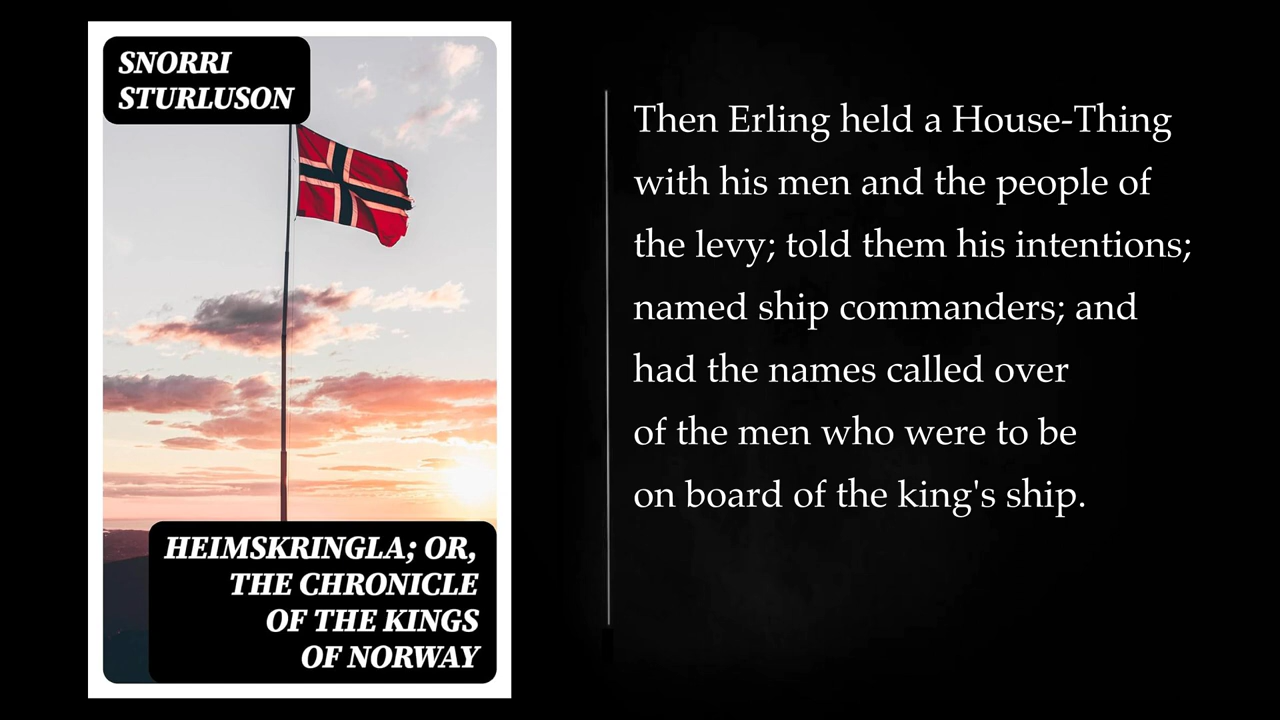 SNORRI
STURLUSON
HEIMSKRINGLA; OR,
THE CHRONICLE
OF THE KINGS
OF NORWAY
Then Erling held a House-Thing
with his men and the people of
the levy; told them his intentions;
named ship commanders; and
had the names called over
of the men who were to be
on board of the king's ship.